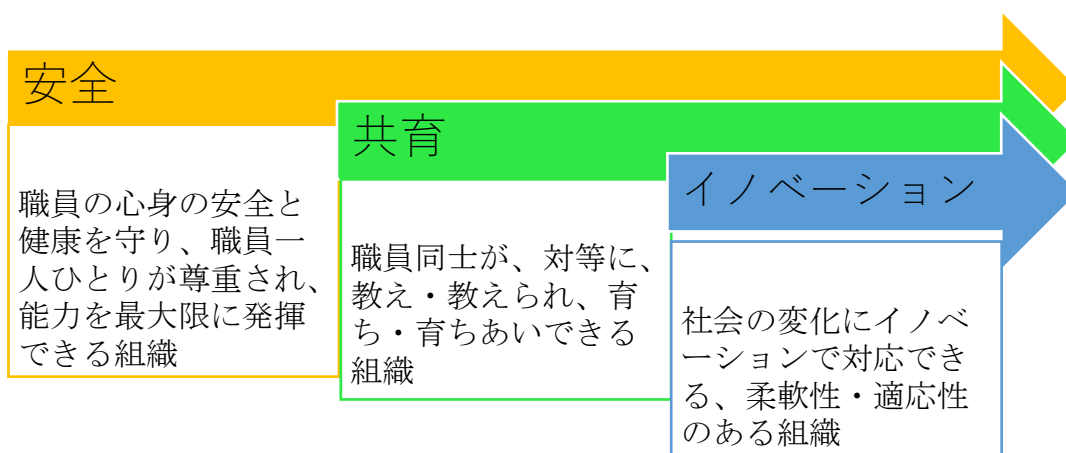 安全
職員の心身の安全と
健康を守り、職員一
人ひとりが尊重され、
能力を最大限に発揮
できる組織
共育
職員同士が、対等に、
教え・教えられ、育
ち・育ちあいできる
組織
イノベーション
社会の変化にイノベ
ーションで対応でき
る、柔軟性・適応性
のある組織